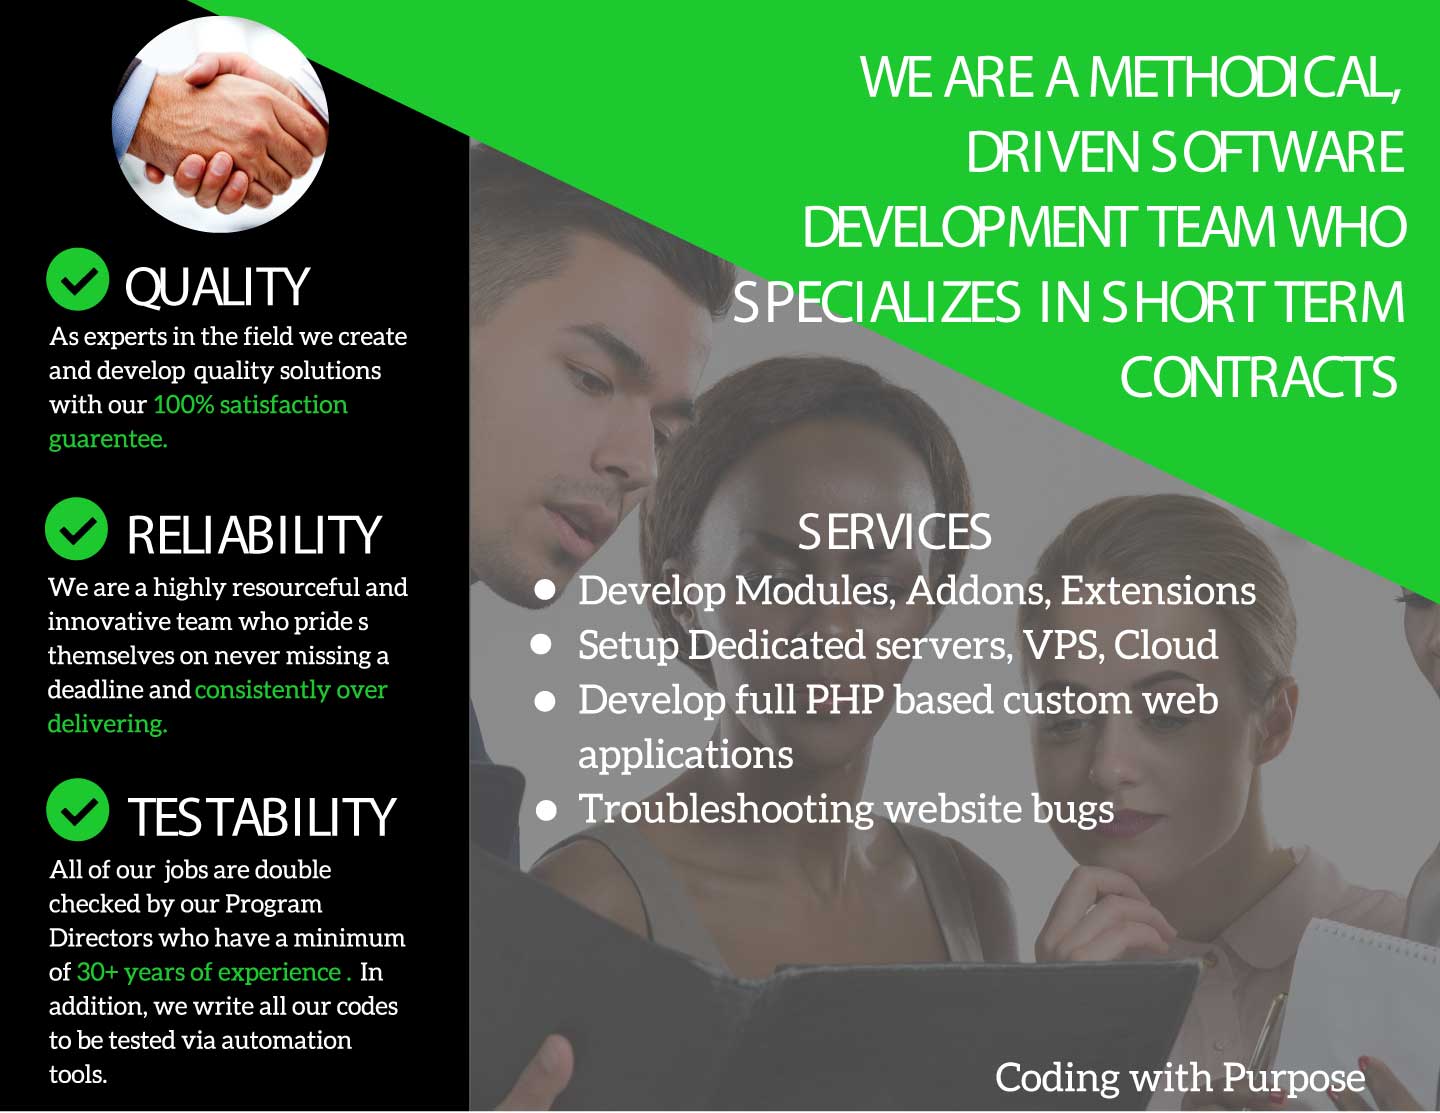 WE ARE A METHODICAL,
DRIVEN SOFTWARE
DEVELOPMENT TEAM WHO
SPECIALIZES IN SHORT TERM
CONTRACTS
QUALITY
As experts in the field we create
and develop quality solutions
with our 100% satisfaction
guarentee.
RELIABILITY
We are a highly resourceful and
innovative team who pride s
themselves on never missing a
deadline and consistently over
delivering.
TESTABILITY
All of our jobs are double
checked by our Program
Directors who have a minimum
of 30+ years of experience . In
addition, we write all our codes
to be tested via automation
tools.
SERVICES
● Develop Modules, Addons, Extensions
● Setup Dedicated servers, VPS, Cloud
● Develop full PHP based custom web
applications
● Troubleshooting website bugs
Coding with Purpose